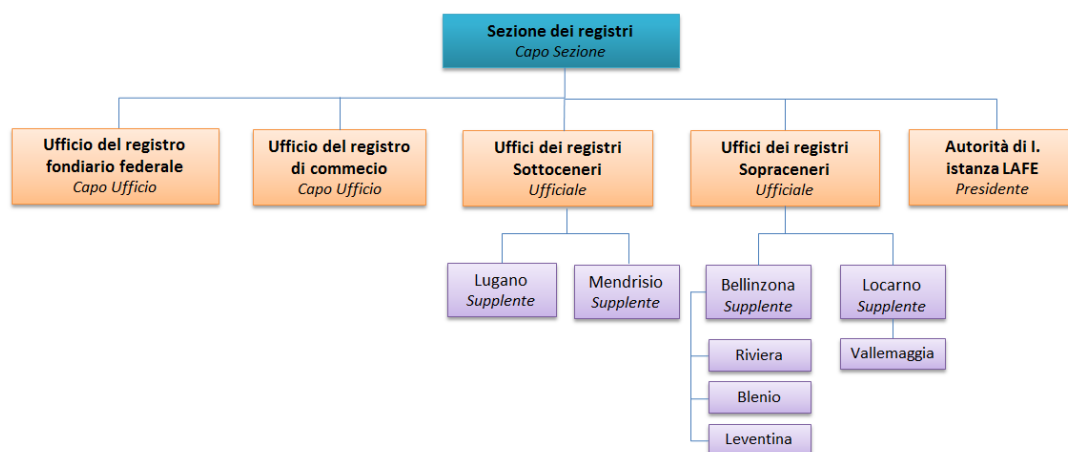 Sezione dei registri
Capo Sezione
Ufficio del registro
fondiario federale
Capo Ufficio
Ufficio del registro
di commecio
Capo Ufficio
Uffici dei registri
Sottoceneri
Ufficiale
Uffici dei registri
Sopraceneri
Ufficiale
Autorità di I.
istanza LAFE
Presidente
Lugano
Supplente
Mendrisio
Supplente
Bellinzona
Supplente
Locarno
Supplente
Riviera
Vallemaggia
Blenio
Leventina